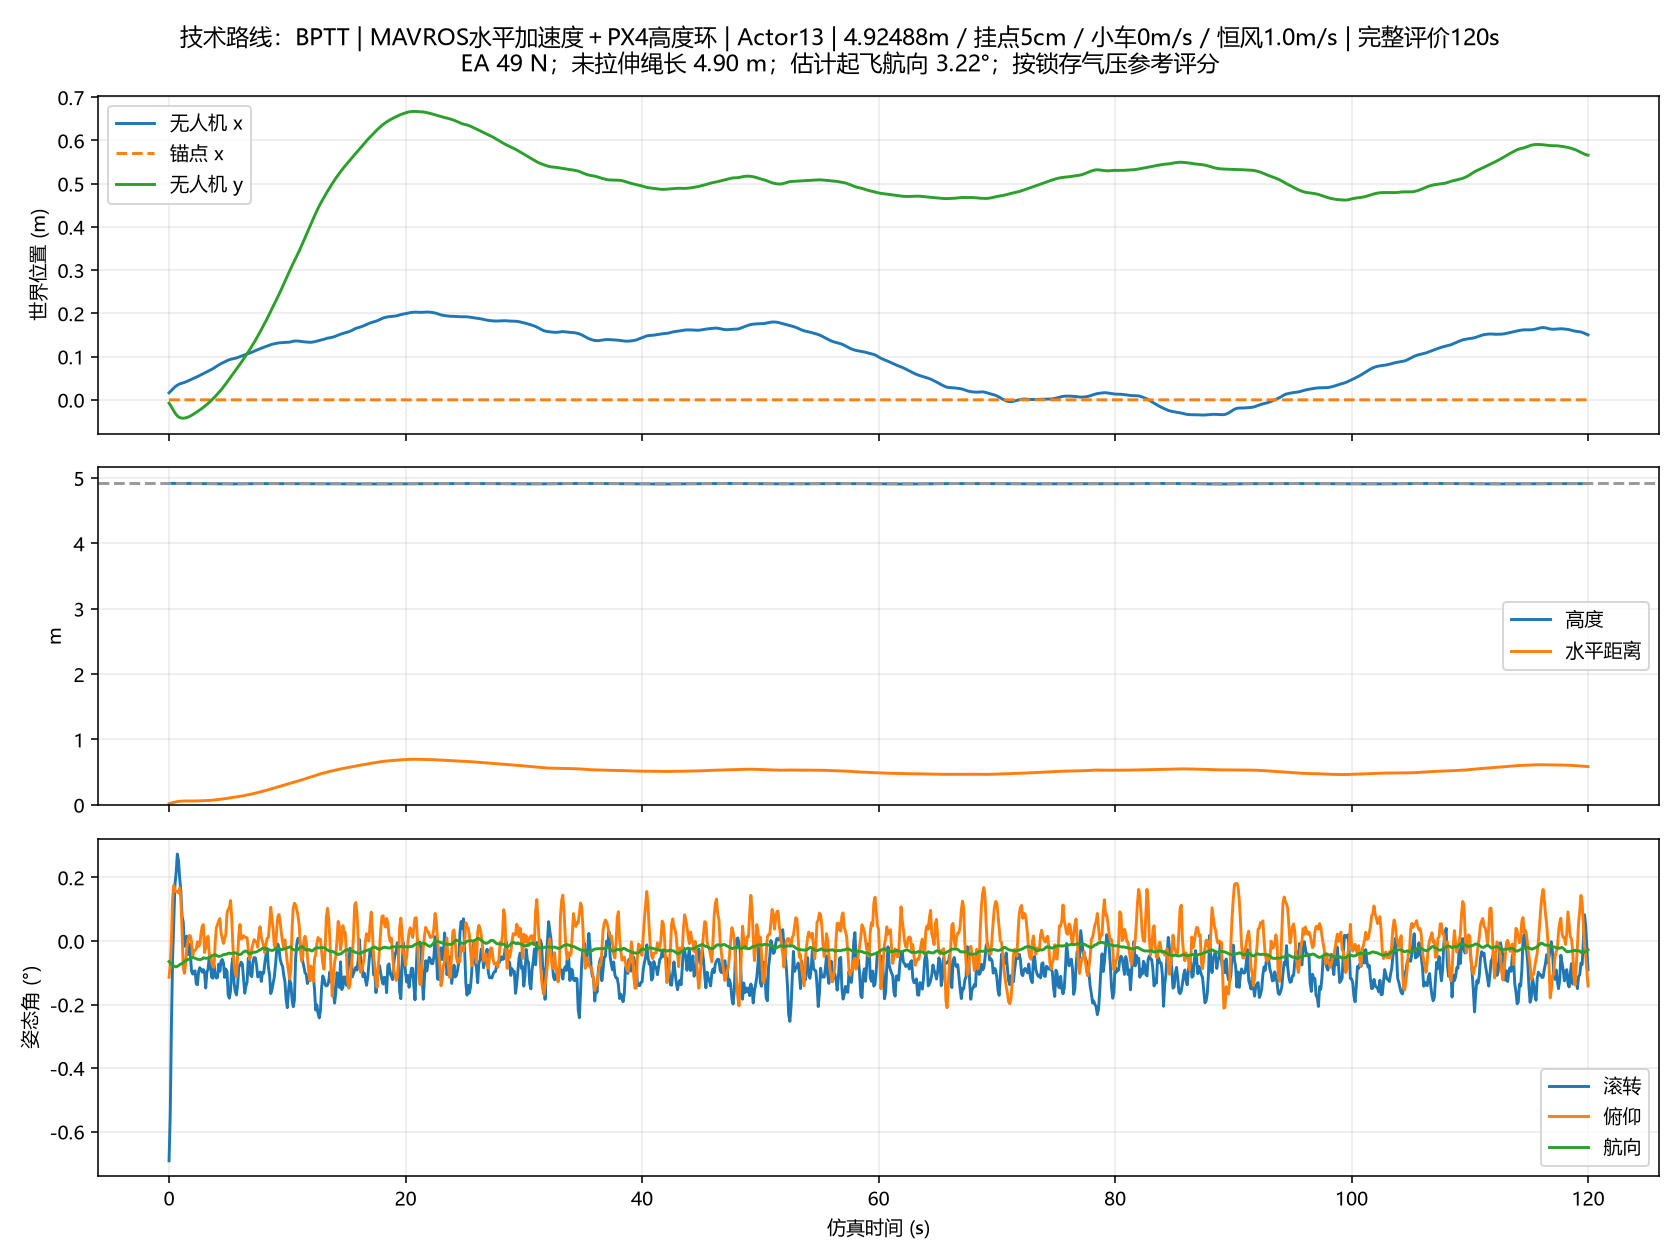 技术路线：BPTT | MAVROS水平加速度＋PX4高度环 | Actor13 | 4.92488m / 挂点5cm / 小车0m/s / 恒风1.0m/s | 完整评价120s
EA 49 N；未拉伸绳长 4.90 m；估计起飞航向 3.22°；按锁存气压参考评分
0.7
0.6
0.5
0.4
0.3
0.2
0.1
0.0
世界位置 (m)
无人机 x
锚点 x
无人机 y
5
4
3
2
1
0
m
高度
水平距离
0.2
0.0
-0.2
-0.4
-0.6
姿态角 (°)
滚转
俯仰
航向
0
20
40
60
80
100
120
仿真时间 (s)